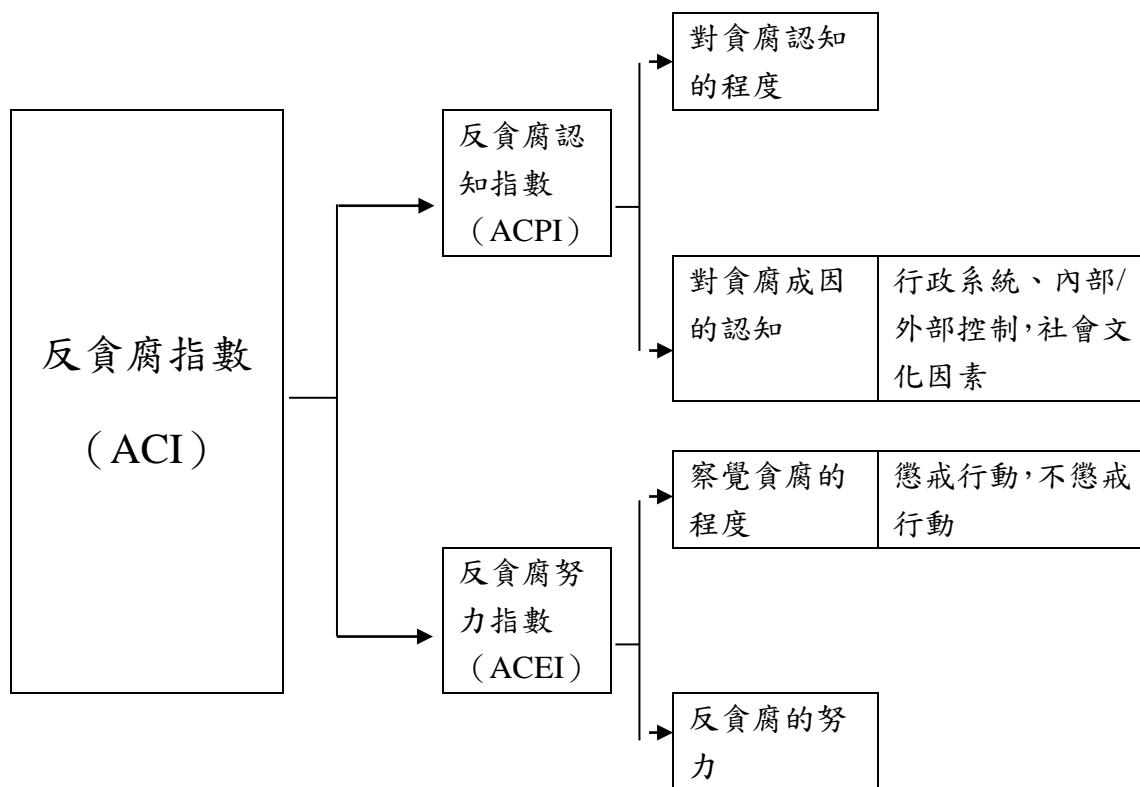 反貪腐指數
（ACI）
反貪腐認
知指數
（ACPI）
對貪腐認知
的程度
對貪腐成因
的認知
行政系統、內部/
外部控制，社會文
化因素
反貪腐努
力指數
（ACEI）
察覺貪腐的
程度
懲戒行動，不懲戒
行動
反貪腐的努
力